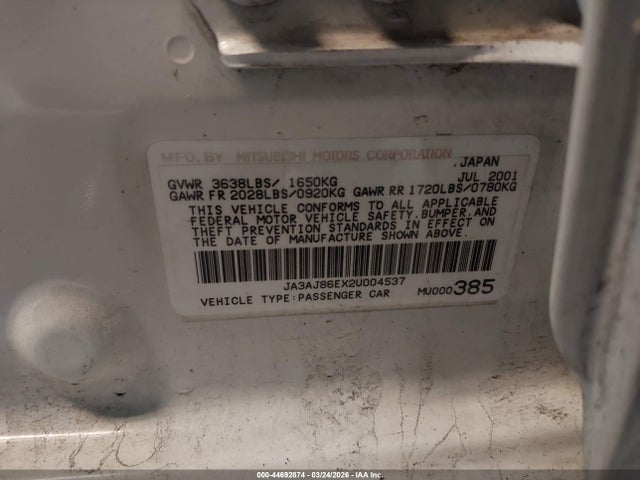 MFD. BY MITSUBISHI MOTORS CORPORATION
. JAPAN
GVWR 3638LBS/ 1650KG JUL 2001
GAWR FR 2028LBS/0920KG GAWR RR 1720LBS/0780KG
THIS VEHICLE CONFORMS TO ALL APPLICABLE
FEDERAL MOTOR VEHICLE SAFETY,BUMPER,AND
THEFT PREVENTION STANDARDS IN EFFECT ON
THE DATE OF MANUFACTURE SHOWN ABOVE.
JA3AJ86EX2U004537
VEHICLE TYPE:PASSENGER CAR MU000385
000-44692874 | 03/24/2026 - IAA Inc.